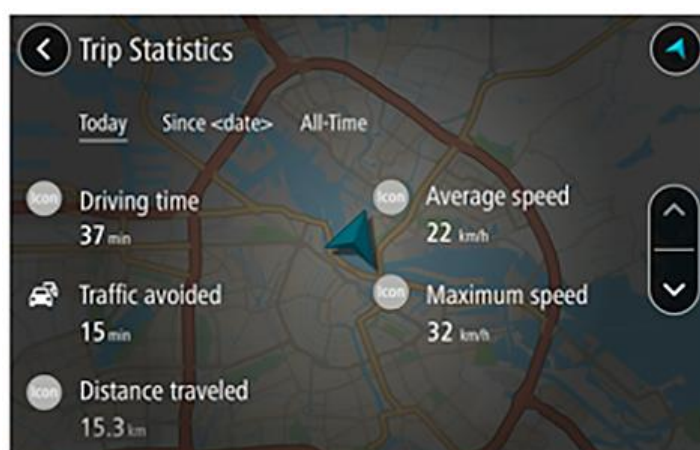 Trip Statistics
Today Since <date> All-Time
Icon Driving time
37 min
Traffic avoided
15 min
Icon Distance traveled
15.3 km
Icon Average speed
22 km/h
Icon Maximum speed
32 km/h